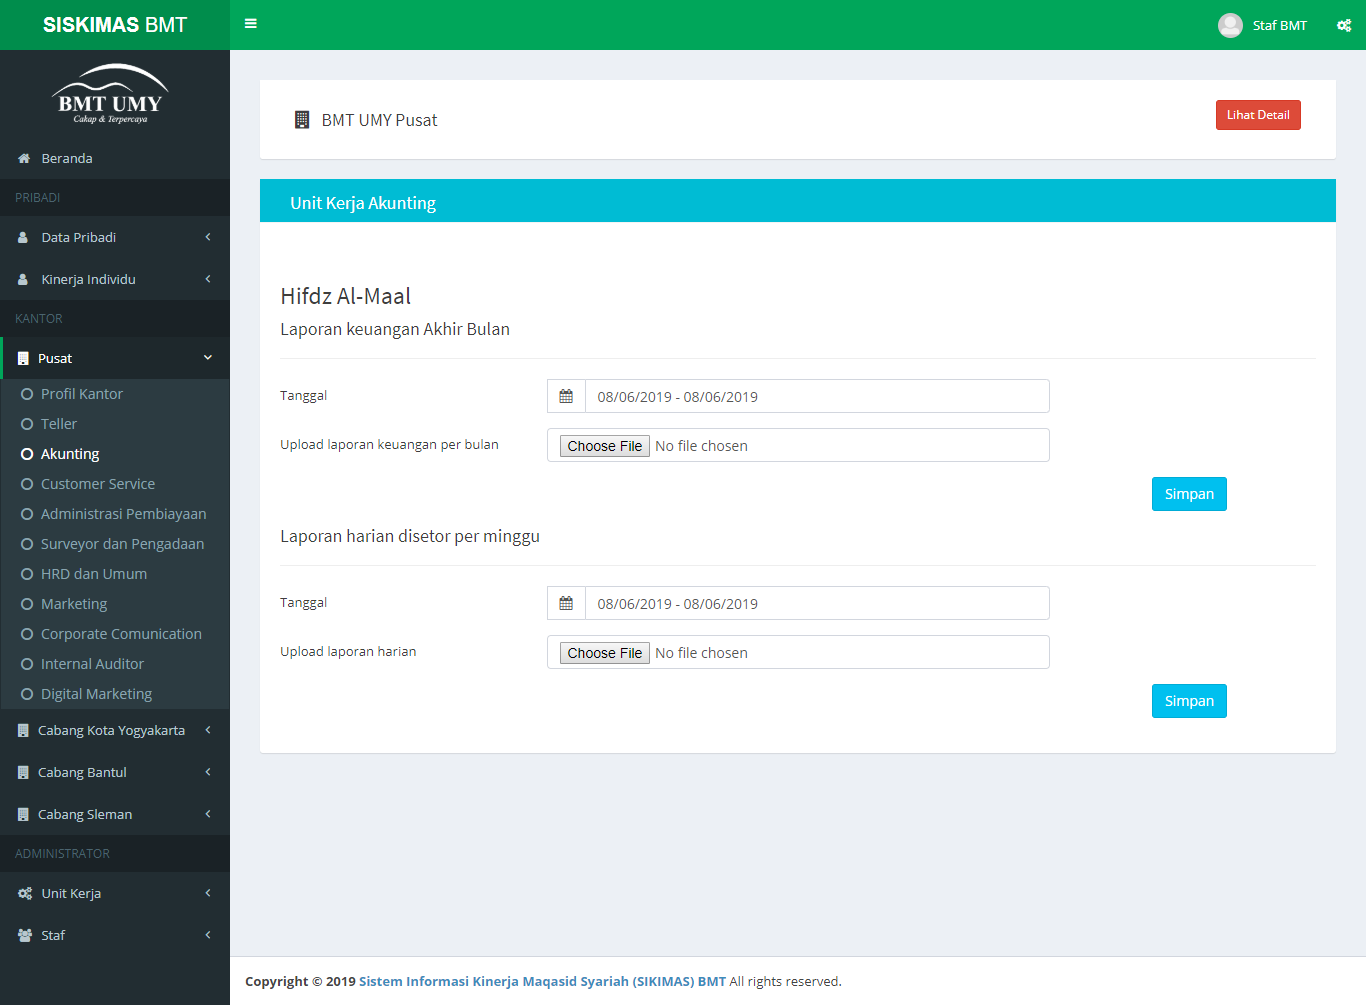 SISKIMAS BMT
Staf BMT
BMT UMY
Cakap & Terpercaya
Beranda
PRIBADI
Data Pribadi
Kinerja Individu
KANTOR
Pusat
Profil Kantor
Teller
Akunting
Customer Service
Administrasi Pembiayaan
Surveyor dan Pengadaan
HRD dan Umum
Marketing
Corporate Comunication
Internal Auditor
Digital Marketing
Cabang Kota Yogyakarta
Cabang Bantul
Cabang Sleman
ADMINISTRATOR
Unit Kerja
Staf
BMT UMY Pusat
Lihat Detail
Unit Kerja Akunting
Hifdz Al-Maal
Laporan keuangan Akhir Bulan
Tanggal 08/06/2019 - 08/06/2019
Upload laporan keuangan per bulan Choose File No file chosen
Simpan
Laporan harian disetor per minggu
Tanggal 08/06/2019 - 08/06/2019
Upload laporan harian Choose File No file chosen
Simpan
Copyright © 2019 Sistem Informasi Kinerja Maqasid Syariah (SIKIMAS) BMT All rights reserved.